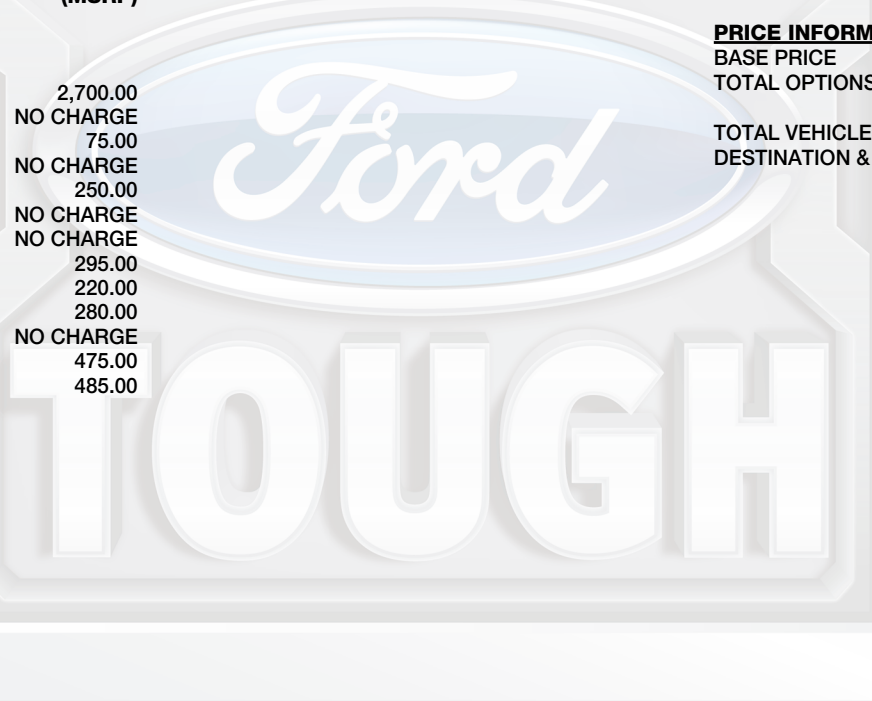 (MSRP)
2,700.00
NO CHARGE
75.00
NO CHARGE
250.00
NO CHARGE
NO CHARGE
295.00
220.00
280.00
NO CHARGE
475.00
485.00
PRICE INFORM
BASE PRICE
TOTAL OPTIONS
TOTAL VEHICLE
DESTINATION &
Ford
TOUGH